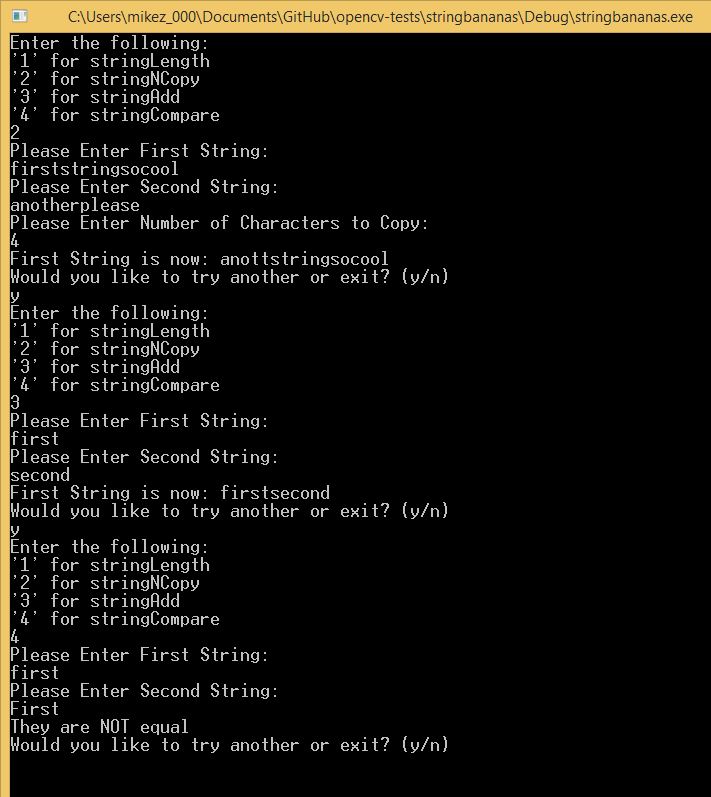 C:\Users\mikez_000\Documents\GitHub\opencv-tests\stringbananas\Debug\stringbananas.exe
Enter the following:
'1' for stringLength
'2' for stringNCopy
'3' for stringAdd
'4' for stringCompare
2
Please Enter First String:
firststringsocool
Please Enter Second String:
anotherplease
Please Enter Number of Characters to Copy:
4
First String is now: anottstringsocool
Would you like to try another or exit? (y/n)
y
Enter the following:
'1' for stringLength
'2' for stringNCopy
'3' for stringAdd
'4' for stringCompare
3
Please Enter First String:
first
Please Enter Second String:
second
First String is now: firstsecond
Would you like to try another or exit? (y/n)
y
Enter the following:
'1' for stringLength
'2' for stringNCopy
'3' for stringAdd
'4' for stringCompare
4
Please Enter First String:
first
Please Enter Second String:
First
They are NOT equal
Would you like to try another or exit? (y/n)